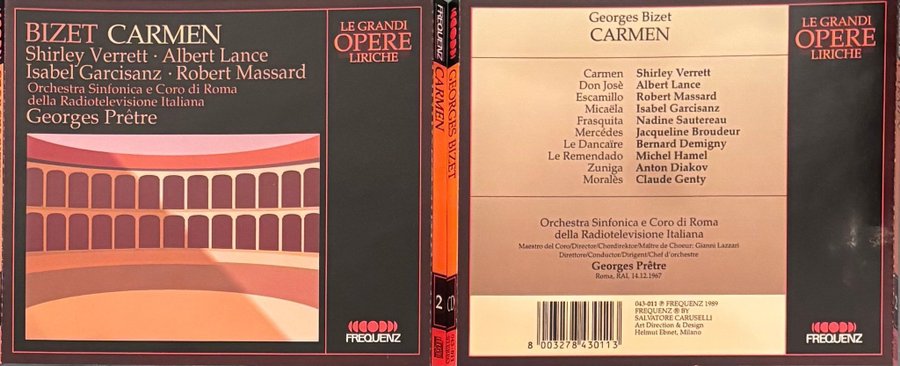 BIZET CARMEN
Shirley Verrett · Albert Lance
Isabel Garcisanz · Robert Massard
Orchestra Sinfonica e Coro di Roma
della Radiotelevisione Italiana
Georges Prêtre
LE GRANDI
OPERE
LIRICHE
FREQUENZ
FREQUENZ
GEORGES BIZET
CARMEN
2 CD
Georges Bizet
CARMEN
Carmen Shirley Verrett
Don Josè Albert Lance
Escamillo Robert Massard
Micaëla Isabel Garcisanz
Frasquita Nadine Sautereau
Mercédes Jacqueline Broudeur
Le Dancaïre Bernard Demigny
Le Remendado Michel Hamel
Zuniga Anton Diakov
Moralès Claude Genty
Orchestra Sinfonica e Coro di Roma
della Radiotelevisione Italiana
Maestro del Coro/Director/Chordirektor/Maître de Choeur: Gianni Lazzari
Direttore/Conductor/Dirigent/Chef d'orchestre
Georges Prêtre
Roma, RAI, 14.12.1967
043-011 ℗ FREQUENZ 1989
FREQUENZ ® BY
SALVATORE CARUSELLI
Art Direction & Design
Helmut Ebnet, Milano
8 003278 430113
LE GRANDI
OPERE
LIRICHE
FREQUENZ